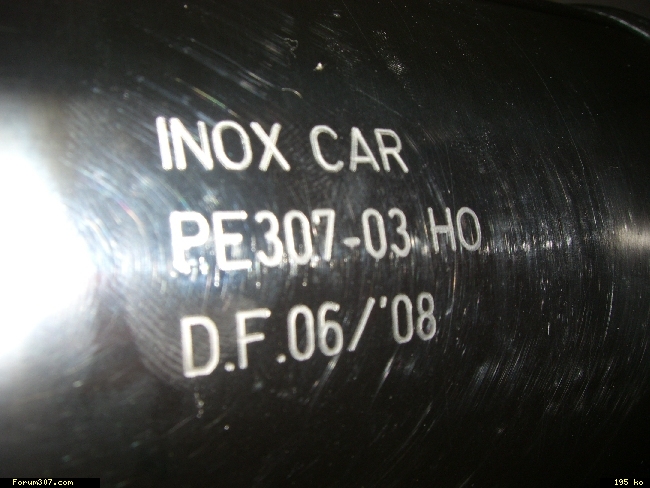 INOX CAR
P.E307-03 HO
D.F.06/'08
Forum307.com
195 ko